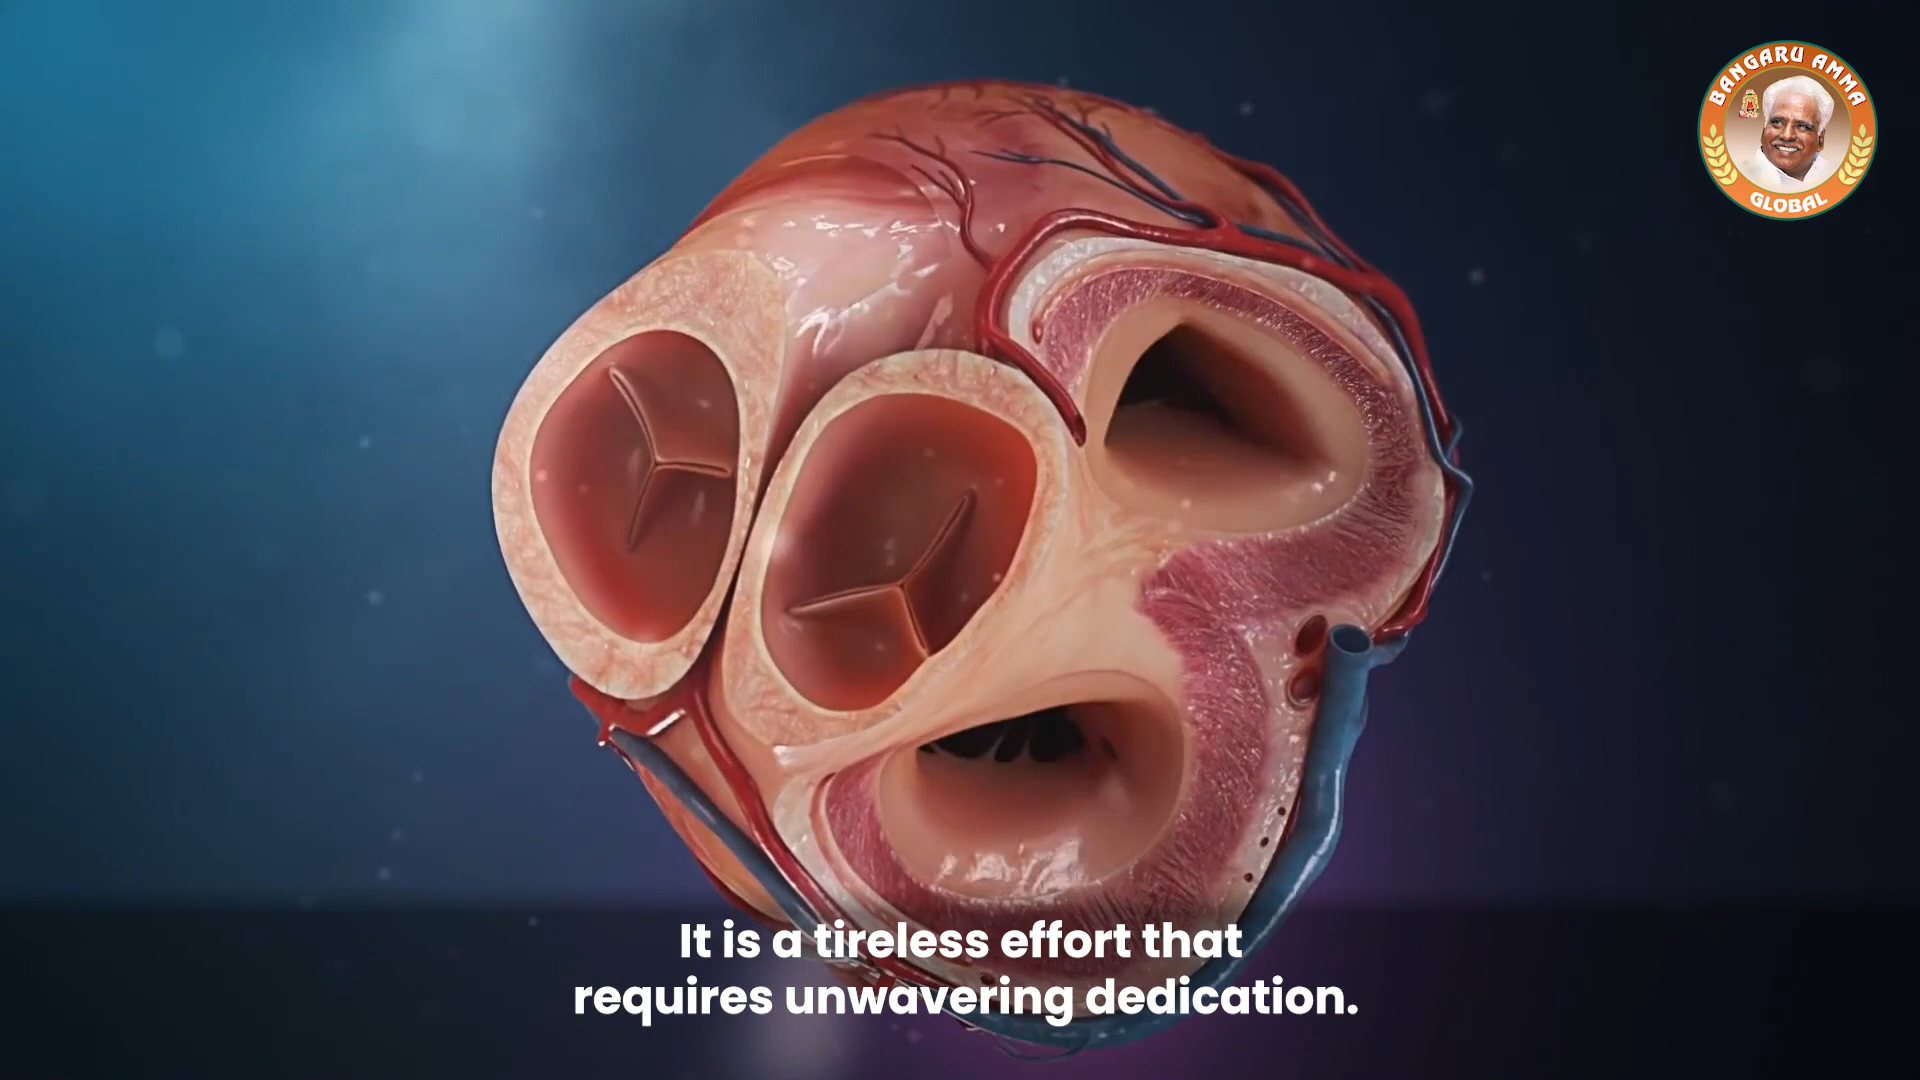 BANGARU AMMA
GLOBAL
It is a tireless effort that
requires unwavering dedication.